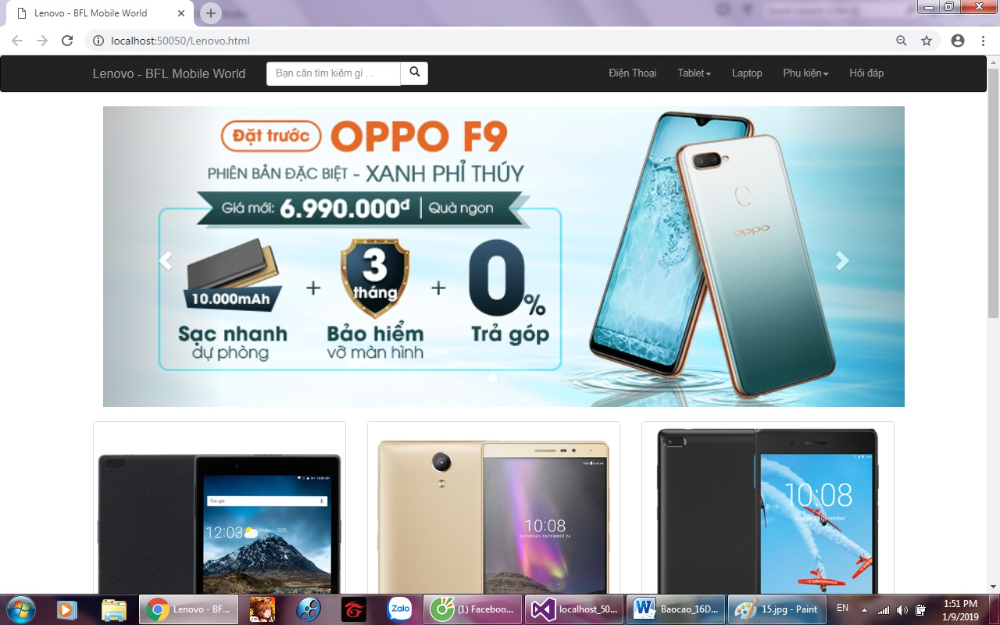 Lenovo - BFL Mobile World
localhost:50050/Lenovo.html
Lenovo - BFL Mobile World
Bạn cần tìm kiếm gì ...
Điện Thoại
Tablet
Laptop
Phụ kiện
Hỏi đáp
Đặt trước OPPO F9
PHIÊN BẢN ĐẶC BIỆT - XANH PHỈ THÚY
Giá mới: 6.990.000đ | Quà ngon
10.000mAh + 3 tháng + 0%
Sạc nhanh Bảo hiểm Trả góp
dự phòng vỡ màn hình
oppo
Google
12:03
10:08
SATURDAY, DECEMBER 24
10:08
Lenovo - BF...
Zalo
(1) Faceboo...
localhost_50...
Baocao_16D...
15.jpg - Paint
EN
1:51 PM
1/9/2019